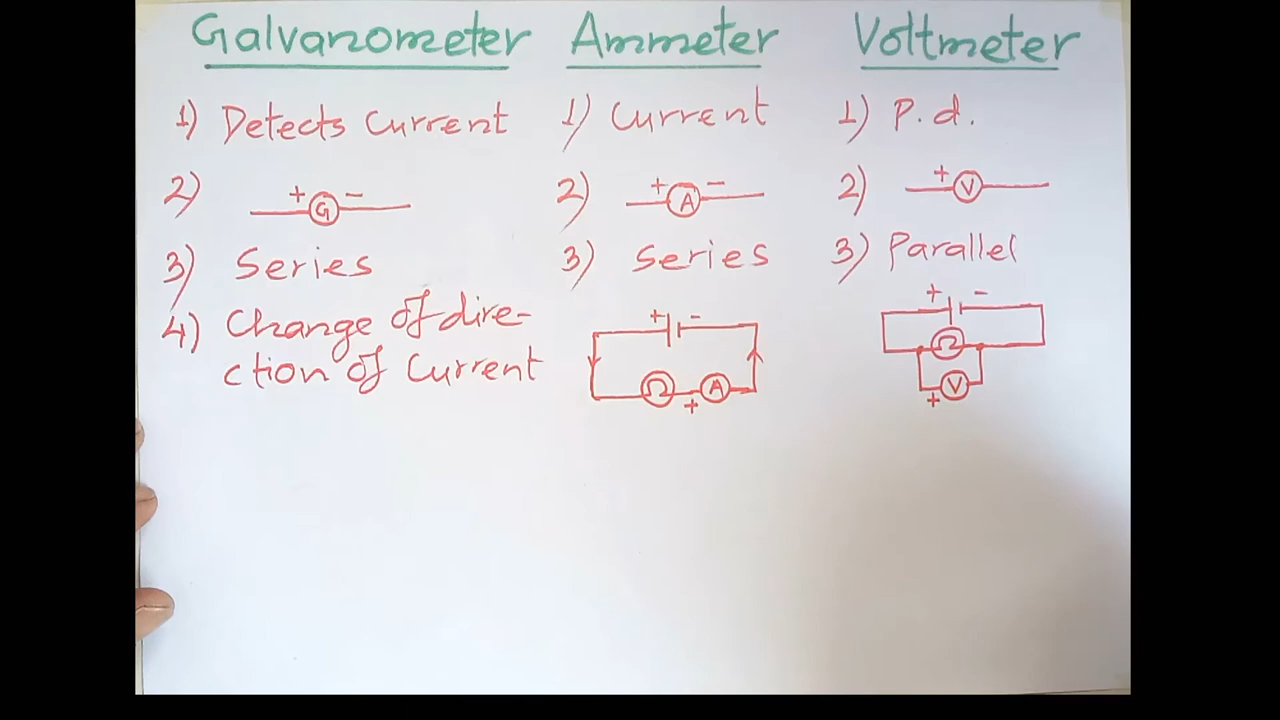 Galvanometer Ammeter Voltmeter
1) Detects Current 1) Current 1) P.d.
2) + G - 2) + A - 2) + V
3) Series 3) Series 3) Parallel
4) Change of dire-
ction of Current
+ - + -
Ω A Ω
+ V
+